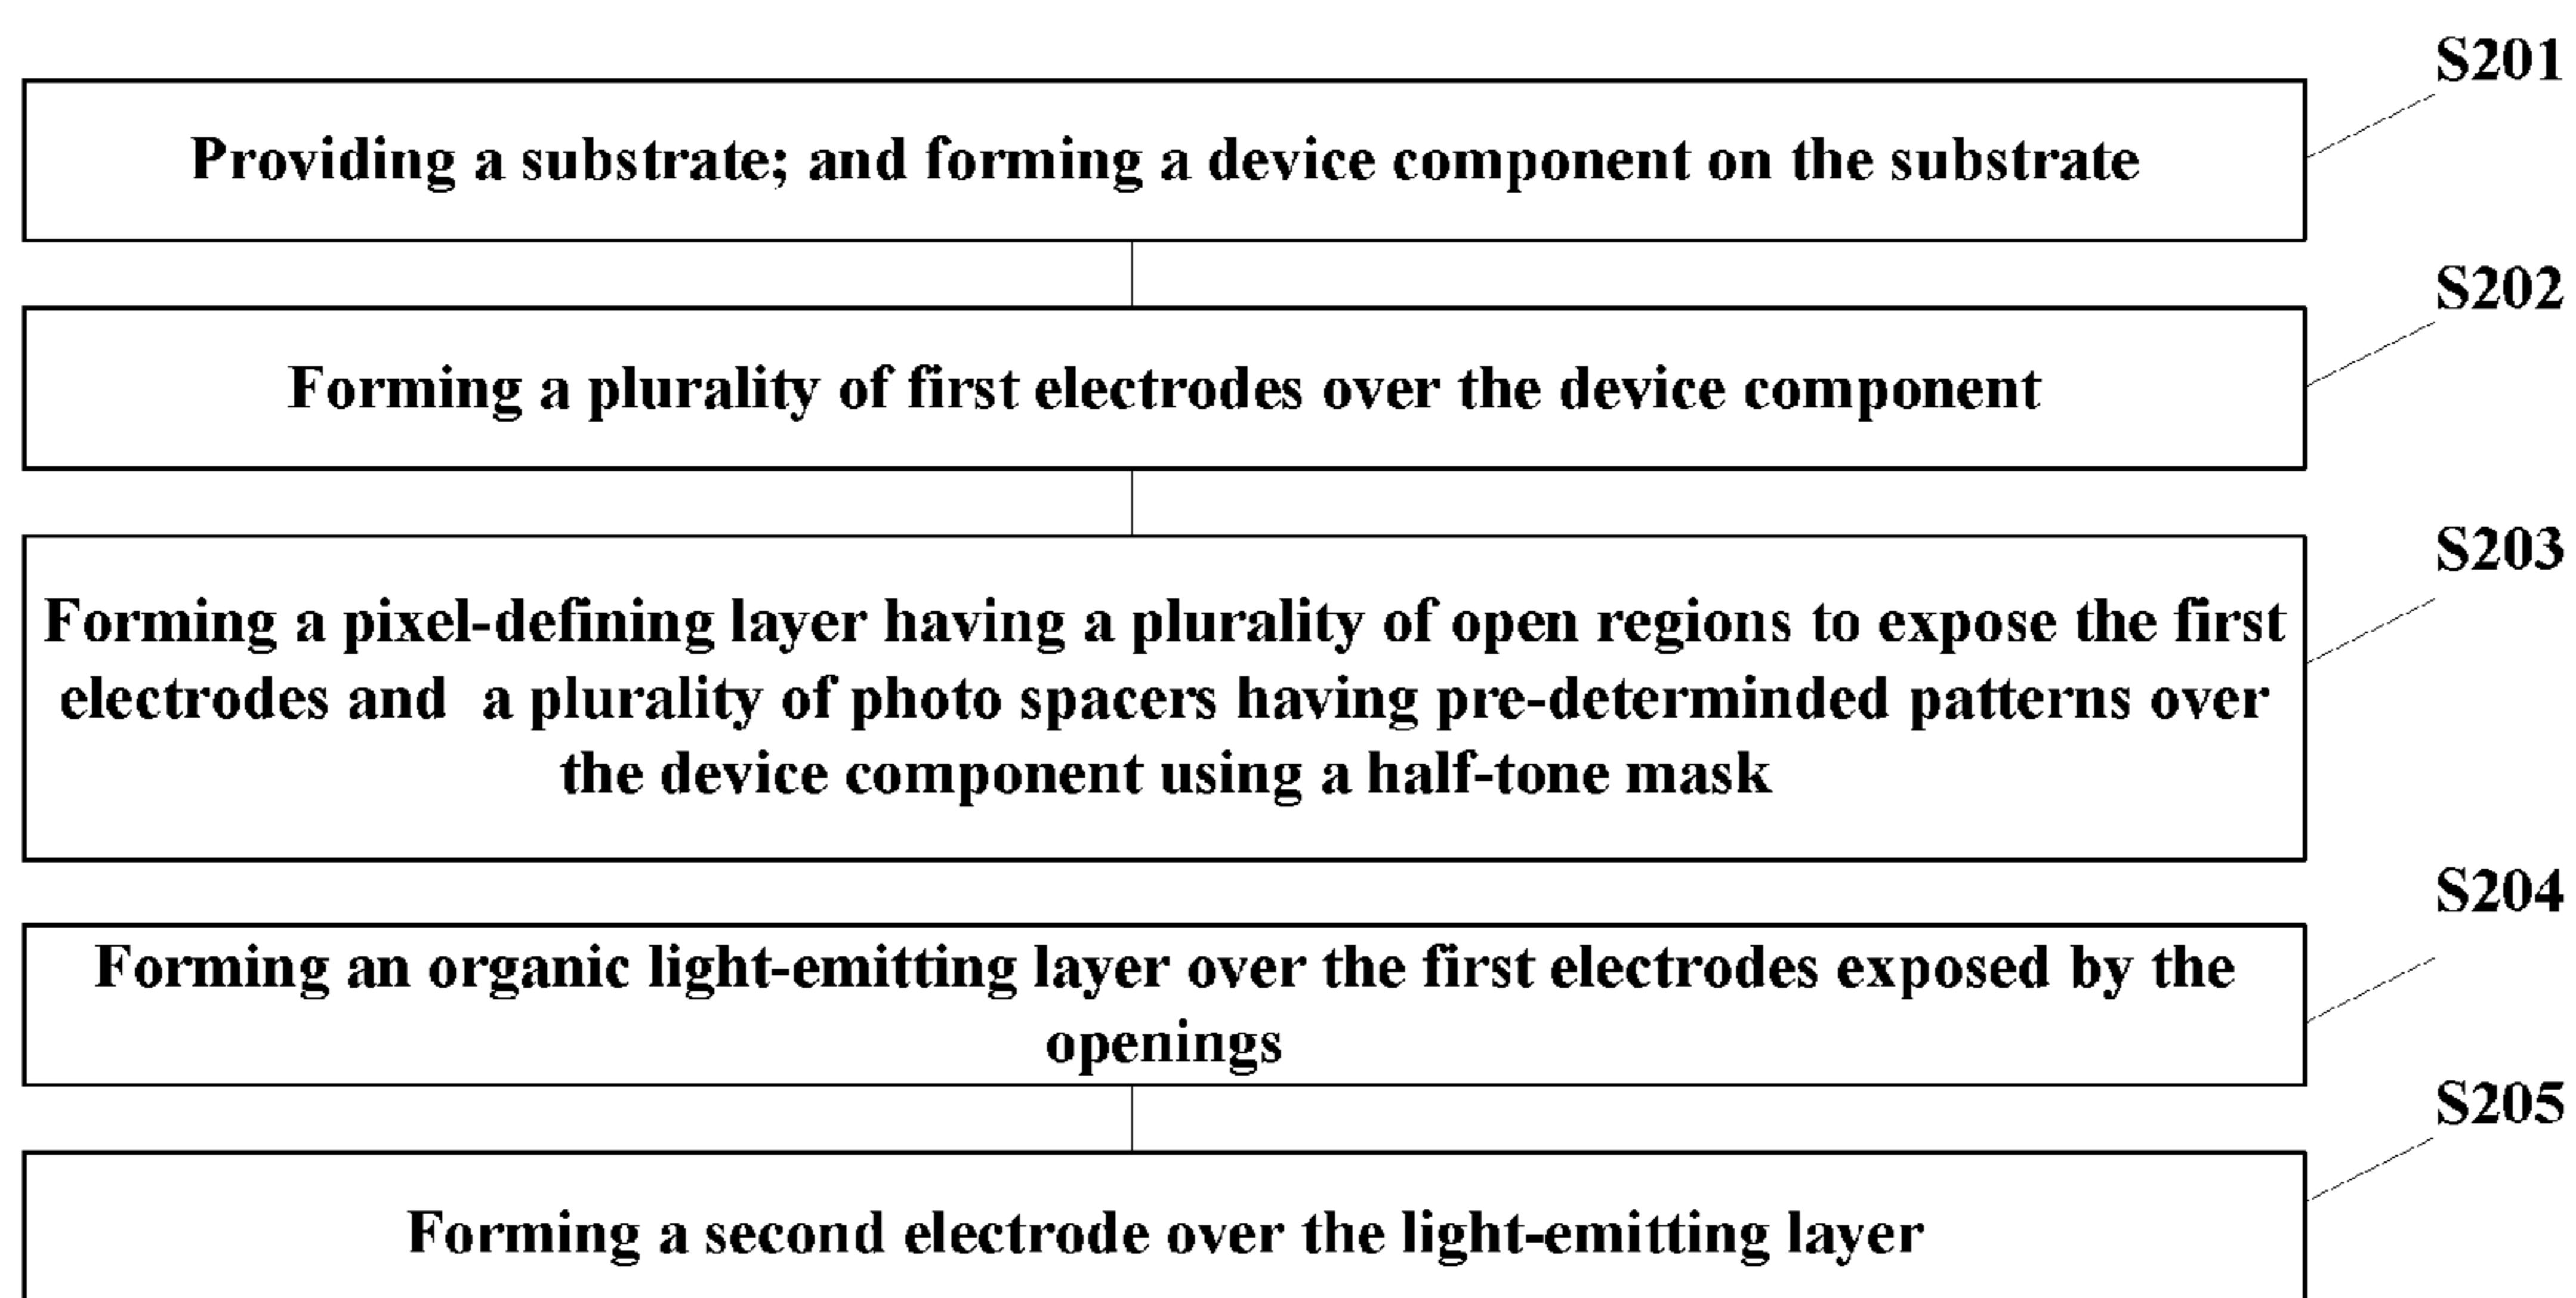 S201
Providing a substrate; and forming a device component on the substrate
S202
Forming a plurality of first electrodes over the device component
S203
Forming a pixel-defining layer having a plurality of open regions to expose the first
electrodes and  a plurality of photo spacers having pre-determinded patterns over
the device component using a half-tone mask
S204
Forming an organic light-emitting layer over the first electrodes exposed by the
openings
S205
Forming a second electrode over the light-emitting layer